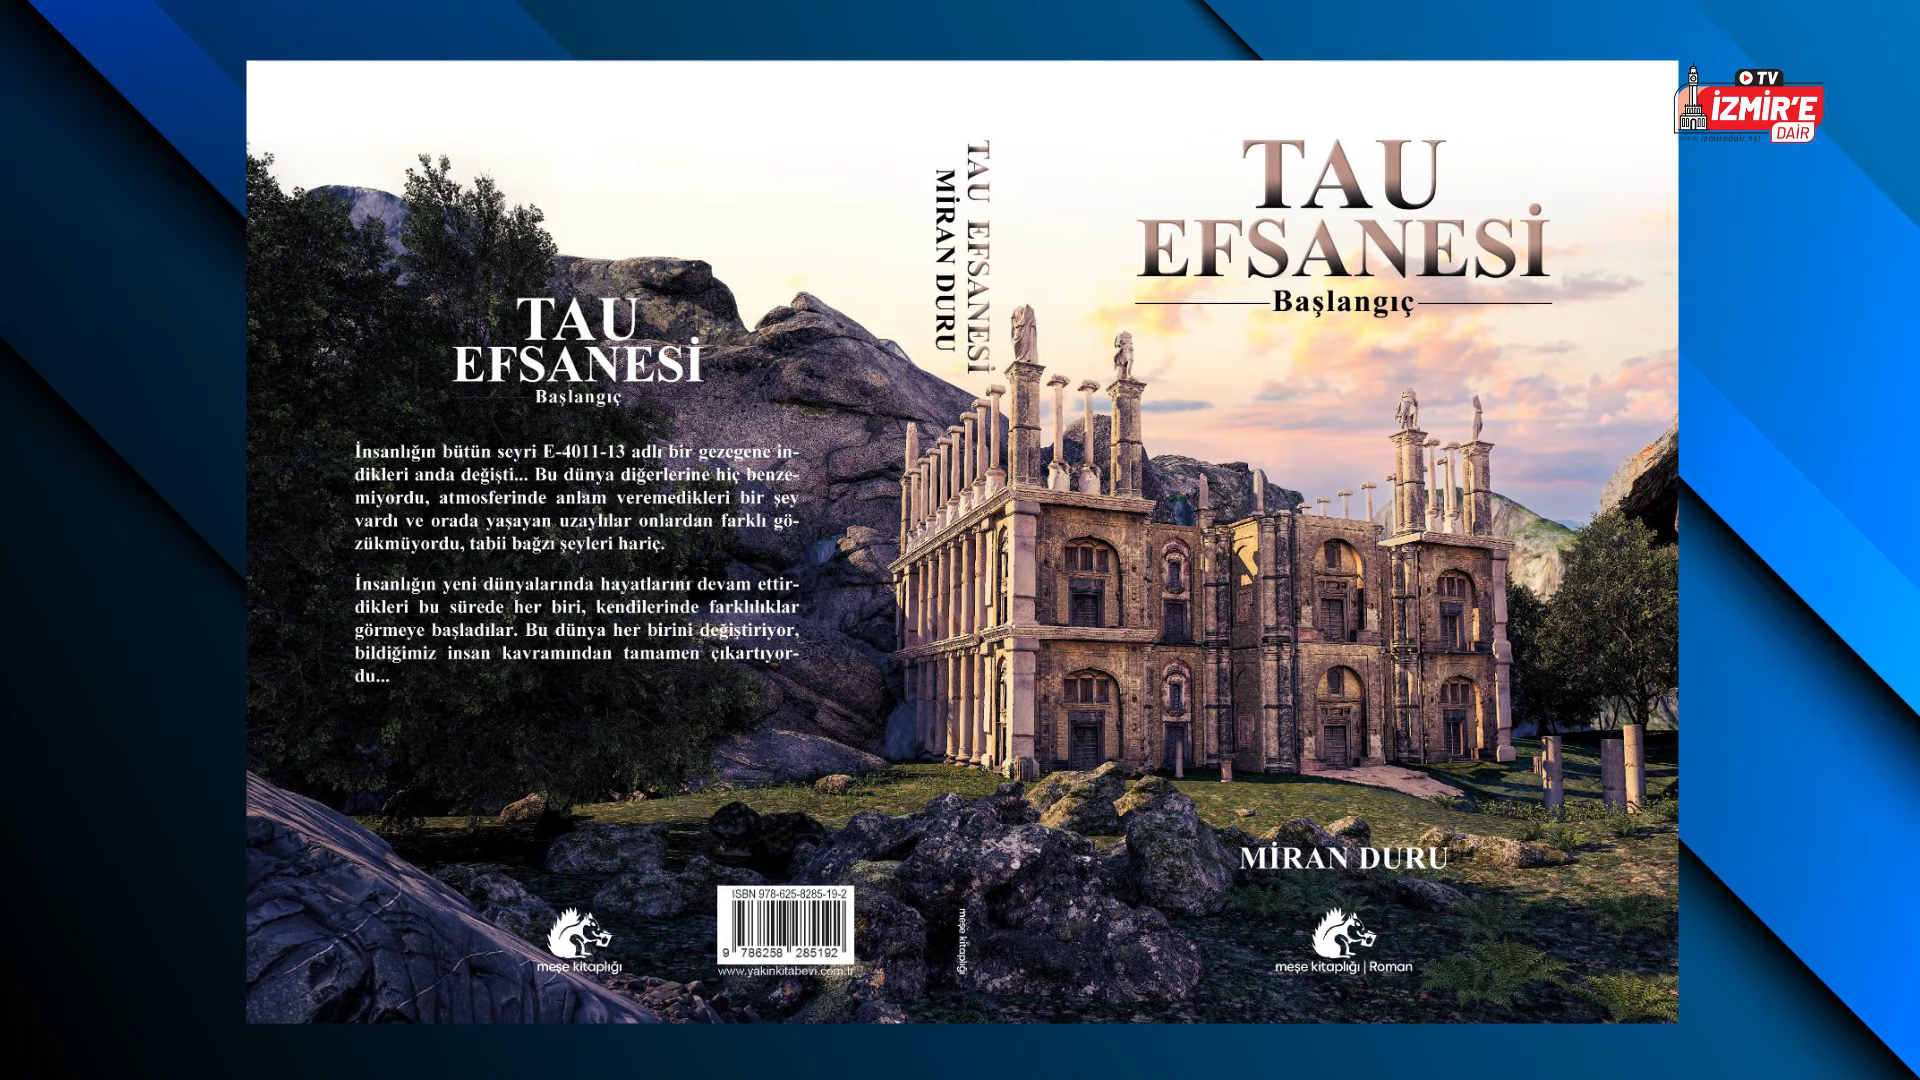 TAU
EFSANESİ
Başlangıç
İnsanlığın bütün seyri E-4011-13 adlı bir gezegene in-
dikleri anda değişti... Bu dünya diğerlerine hiç benze-
miyordu, atmosferinde anlam veremedikleri bir şey
vardı ve orada yaşayan uzaylılar onlardan farklı gö-
zükmüyordu, tabii bağzı şeyleri hariç.
İnsanlığın yeni dünyalarında hayatlarını devam ettir-
dikleri bu sürede her biri, kendilerinde farklılıklar
görmeye başladılar. Bu dünya her birini değiştiriyor,
bildiğimiz insan kavramından tamamen çıkartıyor-
du...
meşe kitaplığı
ISBN 978-625-8285-19-2
9 786258 285192
www.yakinkitabevi.com.tr
TAU EFSANESİ
MİRAN DURU
meşe kitaplığı
TAU
EFSANESİ
Başlangıç
MİRAN DURU
meşe kitaplığı | Roman
TV
İZMİR'E
DAİR
www.izmiredair.net